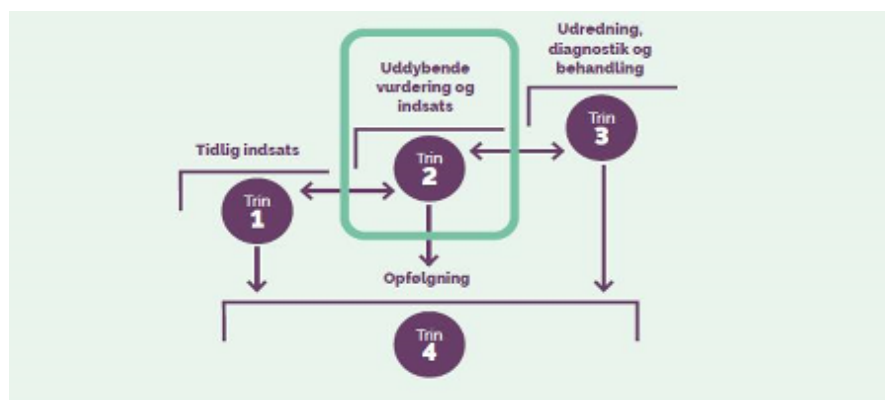 Tidlig indsats
Trin
1
Uddybende
vurdering og
indsats
Trin
2
Udredning,
diagnostik og
behandling
Trin
3
Opfølgning
Trin
4